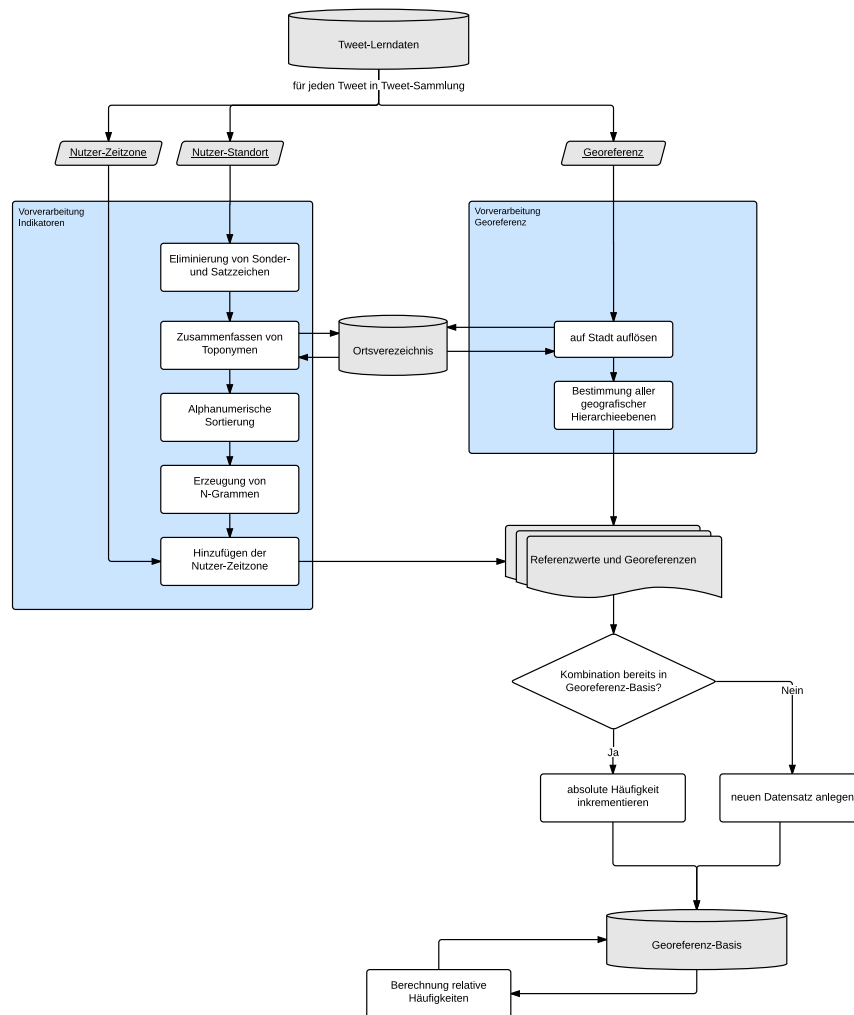 Tweet-Lerndaten
für jeden Tweet in Tweet-Sammlung
Nutzer-Zeitzone
Nutzer-Standort
Georeferenz
Vorverarbeitung
Indikatoren
Vorverarbeitung
Georeferenz
Eliminierung von Sonder-
und Satzzeichen
Zusammenfassen von
Toponymen
Ortsverezeichnis
auf Stadt auflösen
Alphanumerische
Sortierung
Bestimmung aller
geografischer
Hierarchieebenen
Erzeugung von
N-Grammen
Hinzufügen der
Nutzer-Zeitzone
Referenzwerte und Georeferenzen
Kombination bereits in
Georeferenz-Basis?
Nein
Ja
absolute Häufigkeit
inkrementieren
neuen Datensatz anlegen
Georeferenz-Basis
Berechnung relative
Häufigkeiten